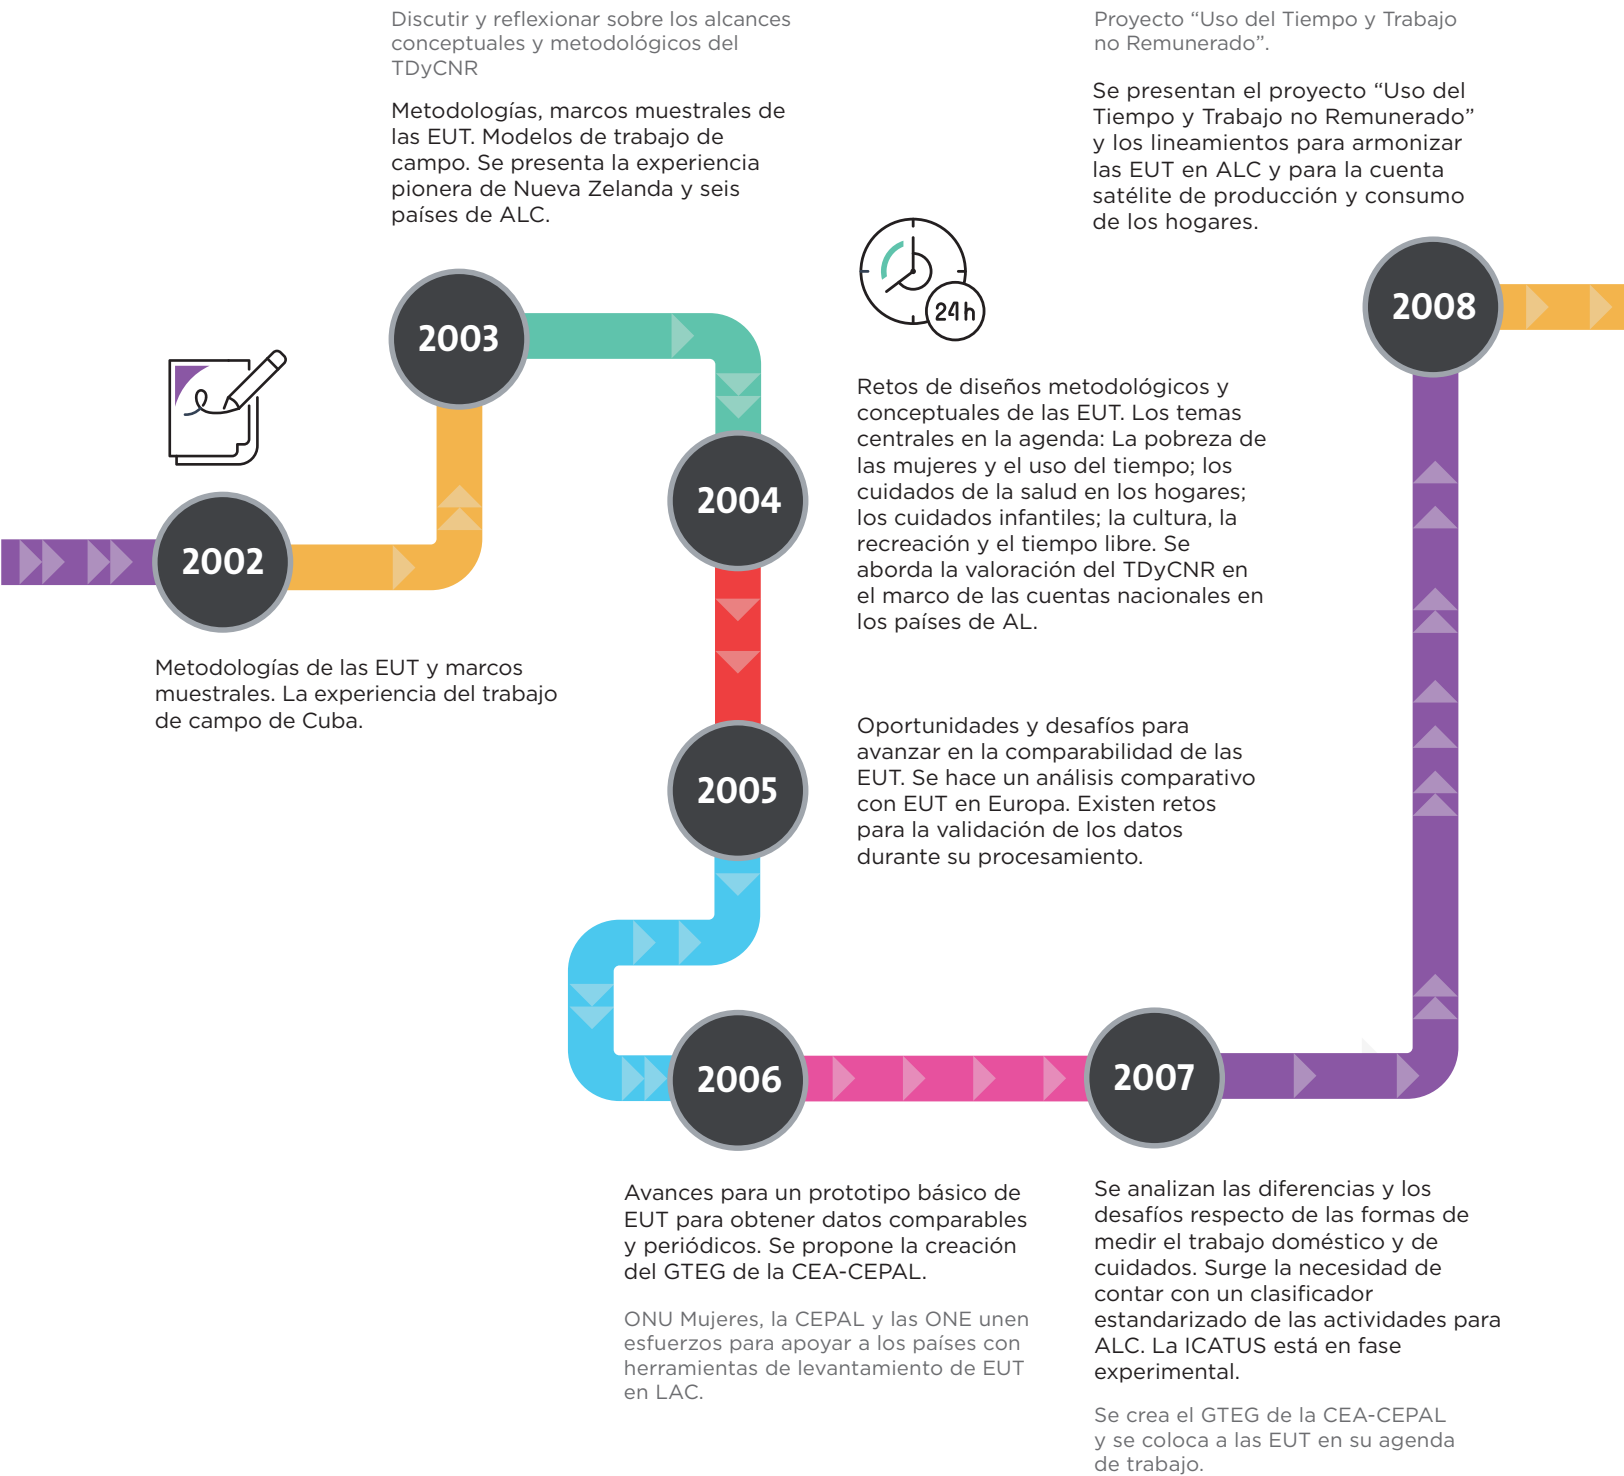 Discutir y reflexionar sobre los alcances
conceptuales y metodológicos del
TDyCNR
Metodologías, marcos muestrales de
las EUT. Modelos de trabajo de
campo. Se presenta la experiencia
pionera de Nueva Zelanda y seis
países de ALC.
Proyecto “Uso del Tiempo y Trabajo
no Remunerado”.
Se presentan el proyecto “Uso del
Tiempo y Trabajo no Remunerado”
y los lineamientos para armonizar
las EUT en ALC y para la cuenta
satélite de producción y consumo
de los hogares.
2003
24h
2008
2002
Metodologías de las EUT y marcos
muestrales. La experiencia del trabajo
de campo de Cuba.
2004
Retos de diseños metodológicos y
conceptuales de las EUT. Los temas
centrales en la agenda: La pobreza de
las mujeres y el uso del tiempo; los
cuidados de la salud en los hogares;
los cuidados infantiles; la cultura, la
recreación y el tiempo libre. Se
aborda la valoración del TDyCNR en
el marco de las cuentas nacionales en
los países de AL.
2005
Oportunidades y desafíos para
avanzar en la comparabilidad de las
EUT. Se hace un análisis comparativo
con EUT en Europa. Existen retos
para la validación de los datos
durante su procesamiento.
2006
Avances para un prototipo básico de
EUT para obtener datos comparables
y periódicos. Se propone la creación
del GTEG de la CEA-CEPAL.
ONU Mujeres, la CEPAL y las ONE unen
esfuerzos para apoyar a los países con
herramientas de levantamiento de EUT
en LAC.
2007
Se analizan las diferencias y los
desafíos respecto de las formas de
medir el trabajo doméstico y de
cuidados. Surge la necesidad de
contar con un clasificador
estandarizado de las actividades para
ALC. La ICATUS está en fase
experimental.
Se crea el GTEG de la CEA-CEPAL
y se coloca a las EUT en su agenda
de trabajo.